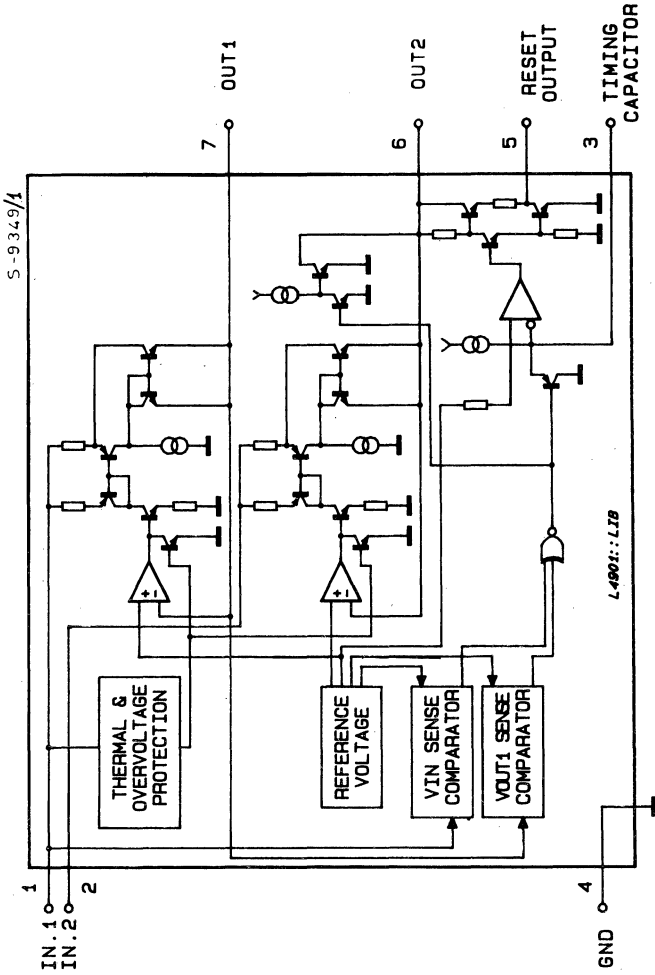 S-9349/1
1
IN.1
IN.2
2
THERMAL &
OVERVOLTAGE
PROTECTION
+
-
7
OUT1
REFERENCE
VOLTAGE
+
-
6
OUT2
VIN SENSE
COMPARATOR
VOUT1 SENSE
COMPARATOR
5
RESET
OUTPUT
3
TIMING
CAPACITOR
4
GND
L4901::LIB